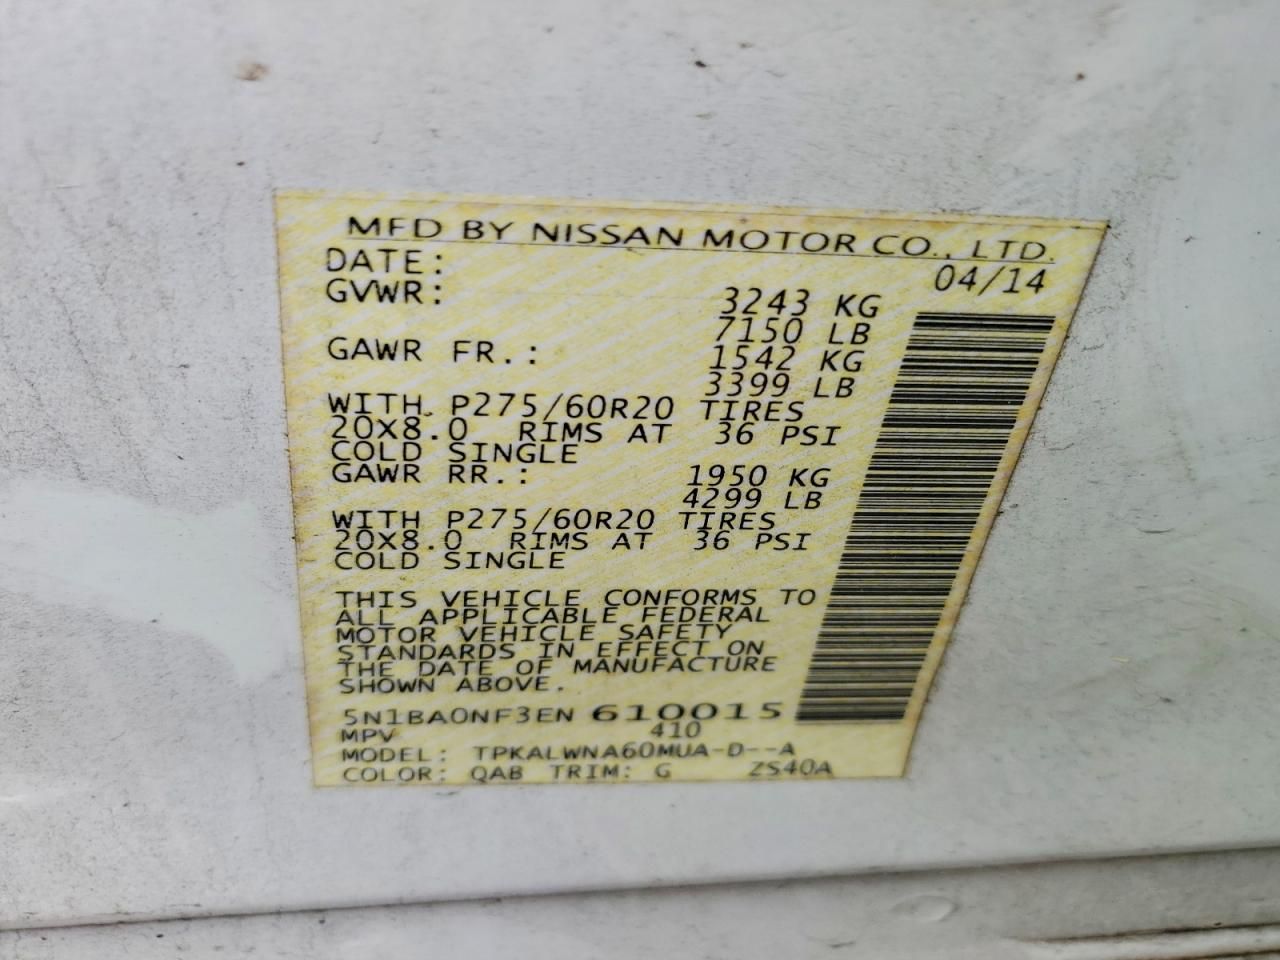 MFD BY NISSAN MOTOR CO., LTD.
DATE: 04/14
GVWR: 3243 KG
7150 LB
GAWR FR.: 1542 KG
3399 LB
WITH P275/60R20 TIRES
20X8.0 RIMS AT 36 PSI
COLD SINGLE
GAWR RR.: 1950 KG
4299 LB
WITH P275/60R20 TIRES
20X8.0 RIMS AT 36 PSI
COLD SINGLE
THIS VEHICLE CONFORMS TO
ALL APPLICABLE FEDERAL
MOTOR VEHICLE SAFETY
STANDARDS IN EFFECT ON
THE DATE OF MANUFACTURE
SHOWN ABOVE.
5N1BA0NF3EN 610015
MPV 410
MODEL: TPKALWNA60MUA-D--A
COLOR: QAB TRIM: G ZS40A